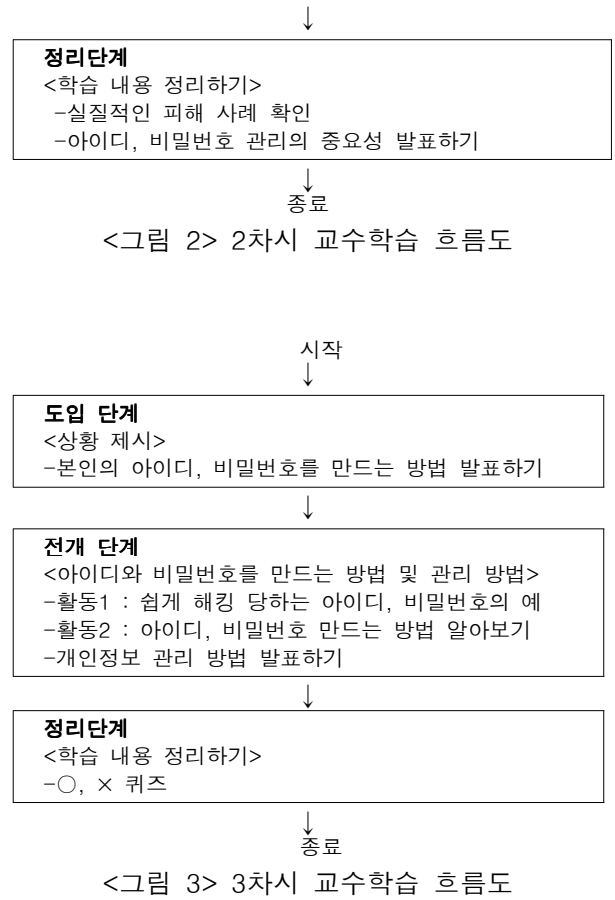 ↓
정리단계
<학습 내용 정리하기>
-실질적인 피해 사례 확인
-아이디, 비밀번호 관리의 중요성 발표하기
↓
종료
<그림 2> 2차시 교수학습 흐름도
시작
↓
도입 단계
<상황 제시>
-본인의 아이디, 비밀번호를 만드는 방법 발표하기
↓
전개 단계
<아이디와 비밀번호를 만드는 방법 및 관리 방법>
-활동1 : 쉽게 해킹 당하는 아이디, 비밀번호의 예
-활동2 : 아이디, 비밀번호 만드는 방법 알아보기
-개인정보 관리 방법 발표하기
↓
정리단계
<학습 내용 정리하기>
-○, × 퀴즈
↓
종료
<그림 3> 3차시 교수학습 흐름도